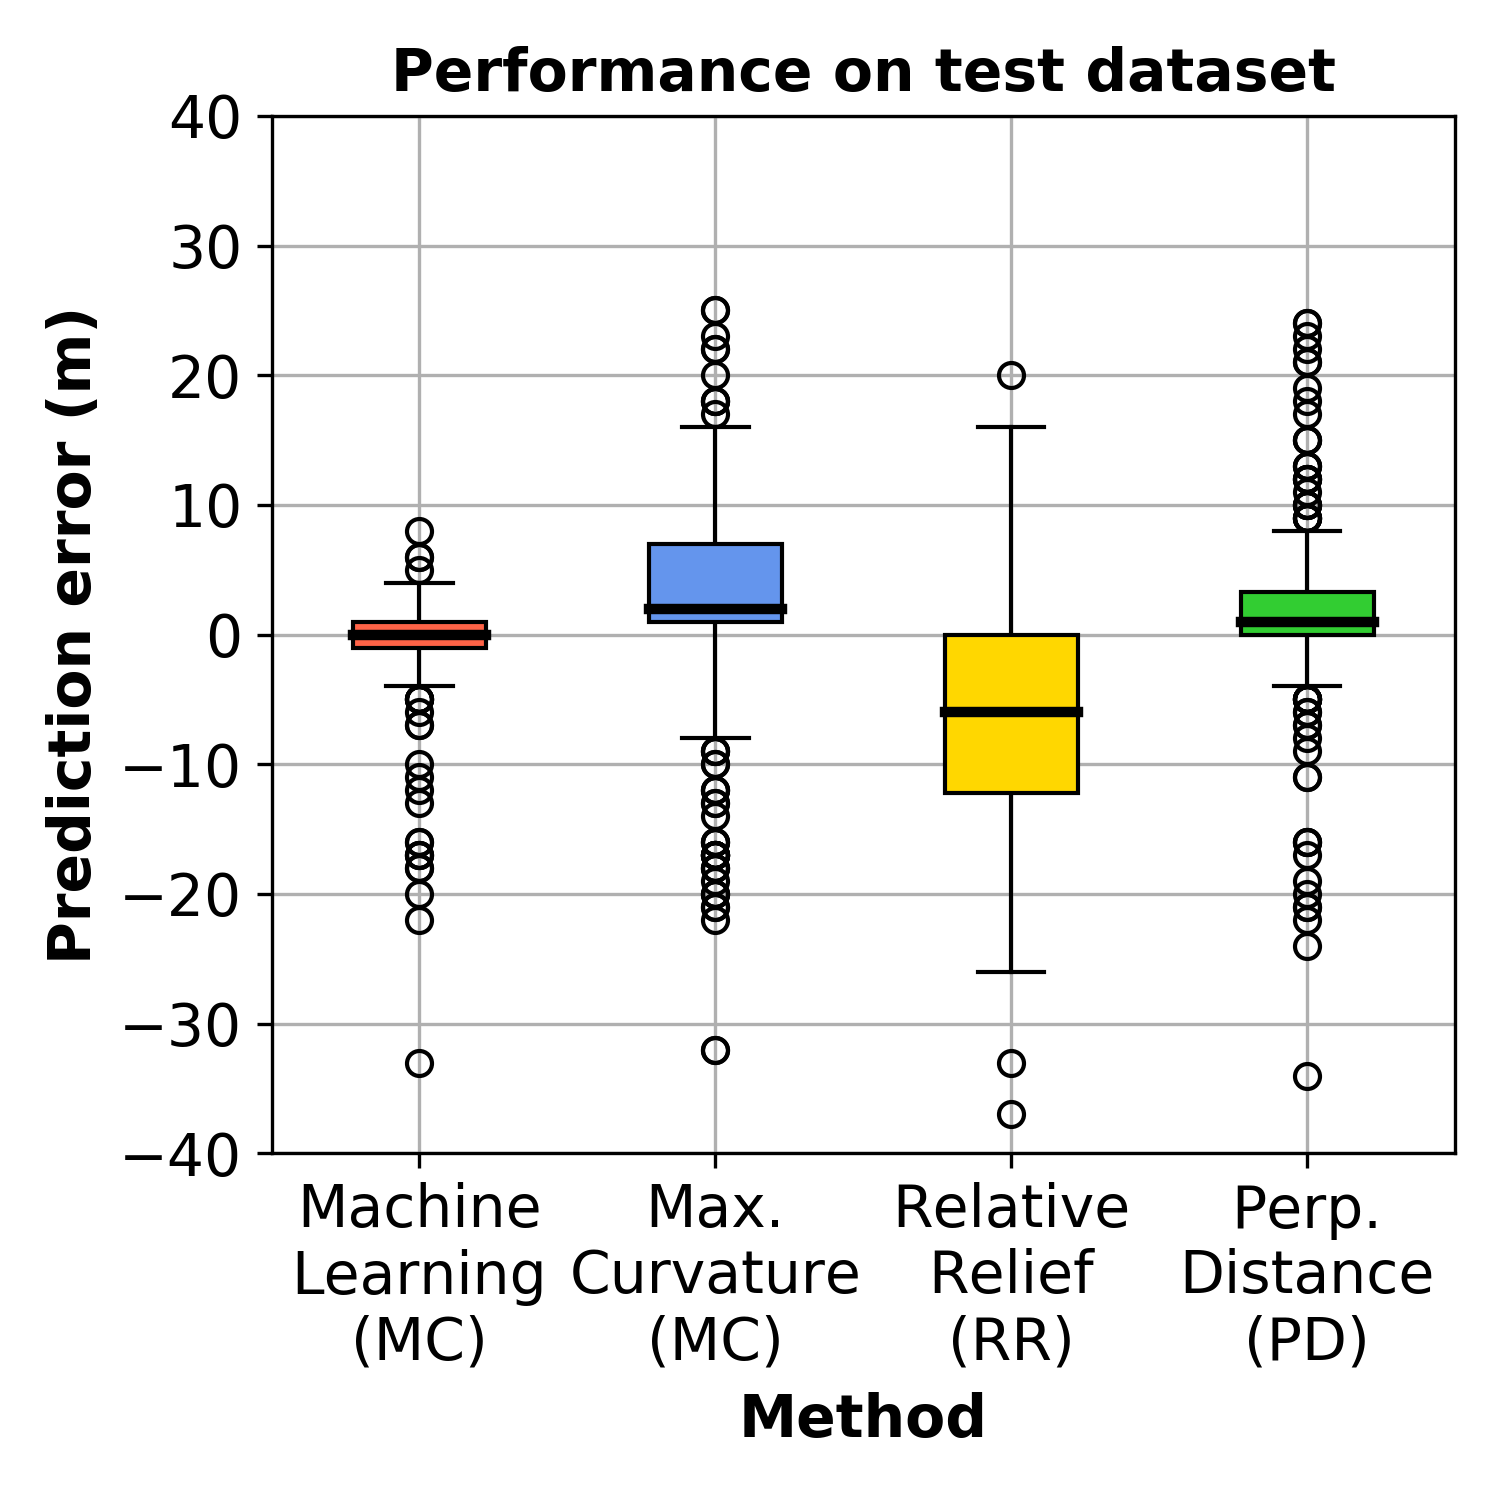 Performance on test dataset
40
30
20
10
0
−10
−20
−30
−40
Prediction error (m)
Machine
Learning
(MC)
Max.
Curvature
(MC)
Relative
Relief
(RR)
Perp.
Distance
(PD)
Method